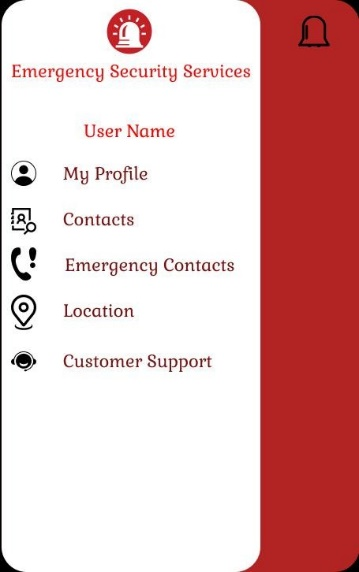 Emergency Security Services
User Name
My Profile
Contacts
Emergency Contacts
Location
Customer Support